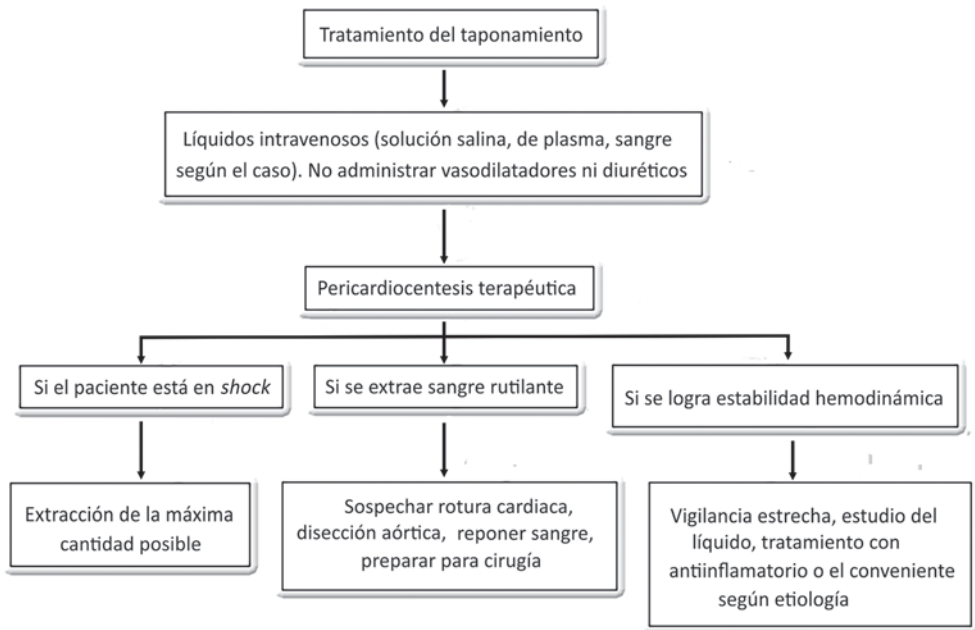 Tratamiento del taponamiento
Líquidos intravenosos (solución salina, de plasma, sangre
según el caso). No administrar vasodilatadores ni diuréticos
Pericardiocentesis terapéutica
Si el paciente está en shock
Si se extrae sangre rutilante
Si se logra estabilidad hemodinámica
Extracción de la máxima
cantidad posible
Sospechar rotura cardiaca,
disección aórtica, reponer sangre,
preparar para cirugía
Vigilancia estrecha, estudio del
líquido, tratamiento con
antiinflamatorio o el conveniente
según etiología